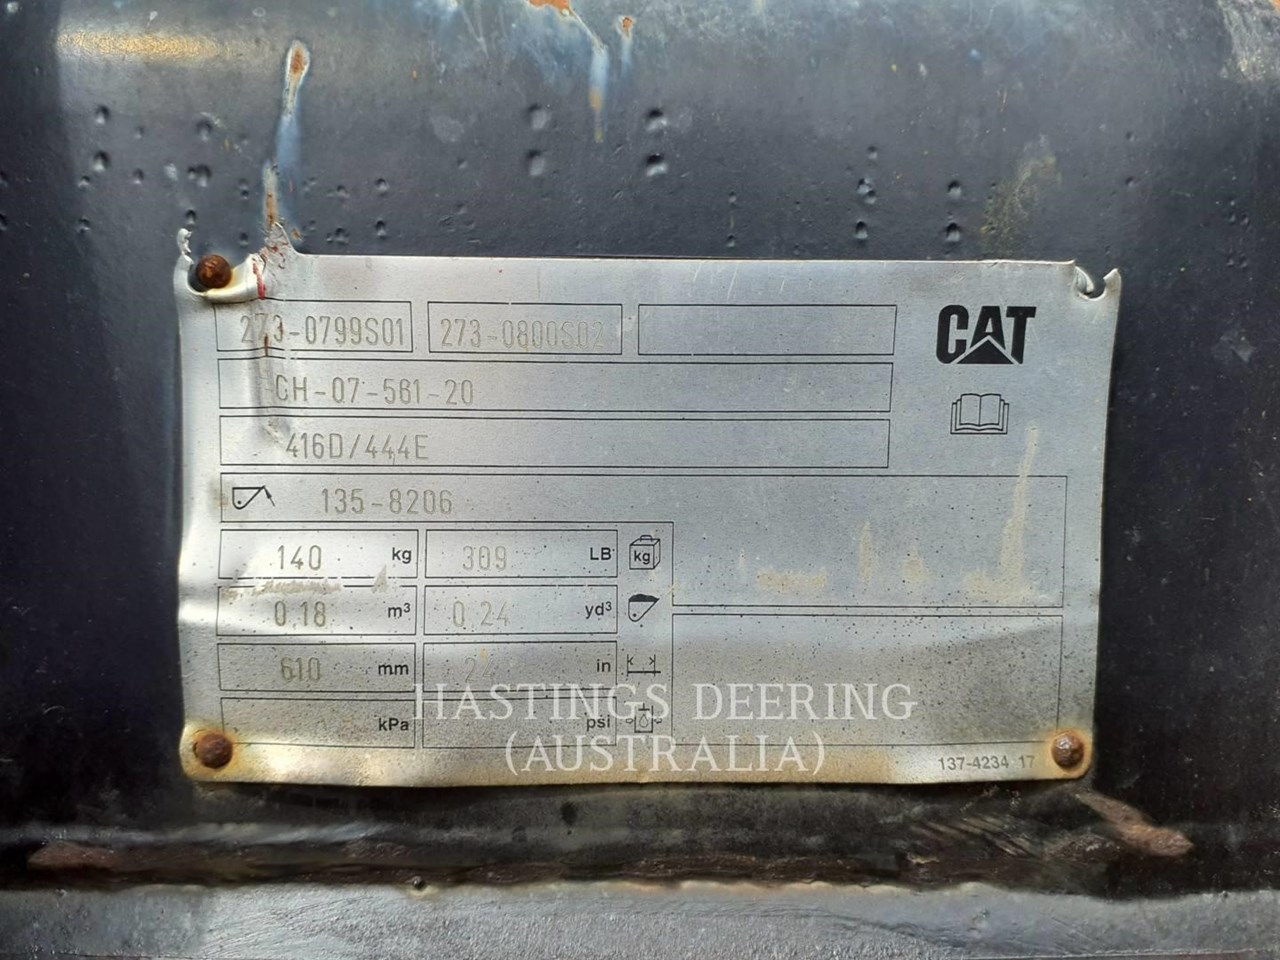 273-0799S01 273-0800S02
CAT
CH-07-561-20
416D/444E
135-8206
140 kg 309 LB kg
0.18 m³ 0.24 yd³
610 mm in
kPa psi
HASTINGS DEERING
(AUSTRALIA)
137-4234 17